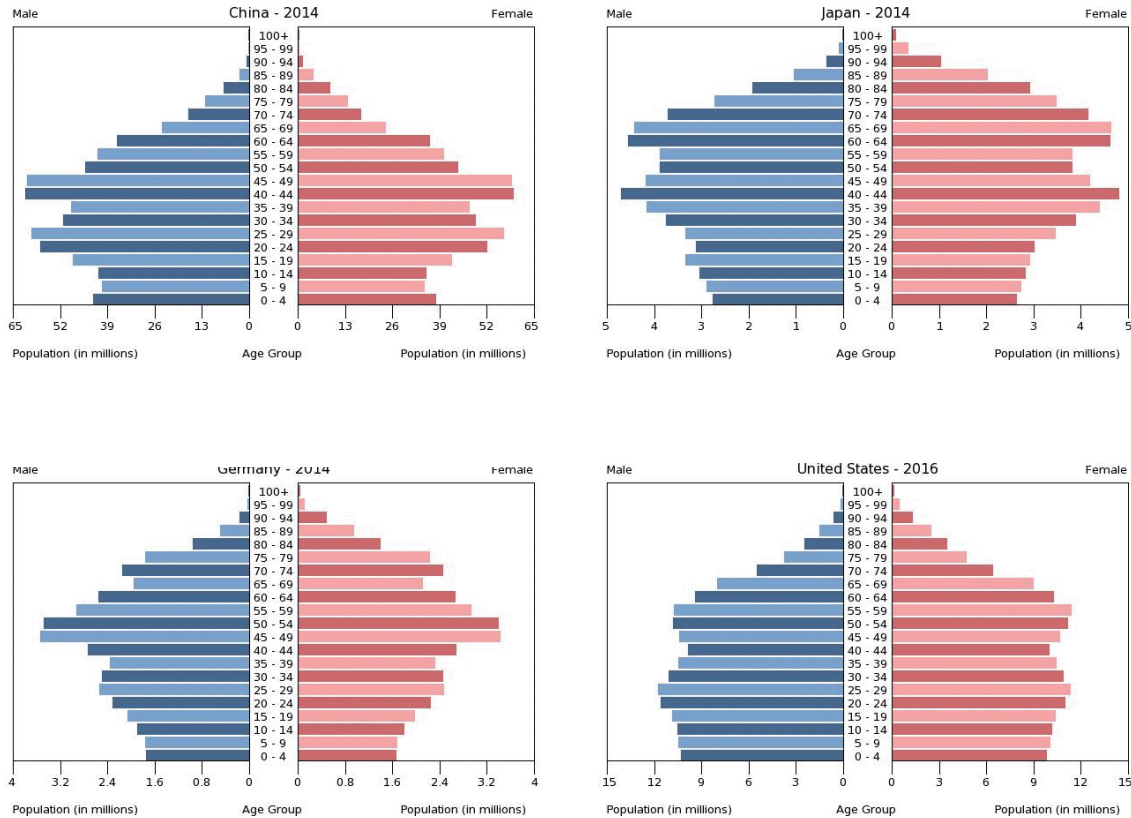 Male China - 2014 Female
100+
95 - 99
90 - 94
85 - 89
80 - 84
75 - 79
70 - 74
65 - 69
60 - 64
55 - 59
50 - 54
45 - 49
40 - 44
35 - 39
30 - 34
25 - 29
20 - 24
15 - 19
10 - 14
5 - 9
0 - 4
65 52 39 26 13 0 0 13 26 39 52 65
Population (in millions) Age Group Population (in millions)
Male Japan - 2014 Female
100+
95 - 99
90 - 94
85 - 89
80 - 84
75 - 79
70 - 74
65 - 69
60 - 64
55 - 59
50 - 54
45 - 49
40 - 44
35 - 39
30 - 34
25 - 29
20 - 24
15 - 19
10 - 14
5 - 9
0 - 4
5 4 3 2 1 0 0 1 2 3 4 5
Population (in millions) Age Group Population (in millions)
Male Germany - 2014 Female
100+
95 - 99
90 - 94
85 - 89
80 - 84
75 - 79
70 - 74
65 - 69
60 - 64
55 - 59
50 - 54
45 - 49
40 - 44
35 - 39
30 - 34
25 - 29
20 - 24
15 - 19
10 - 14
5 - 9
0 - 4
4 3.2 2.4 1.6 0.8 0 0 0.8 1.6 2.4 3.2 4
Population (in millions) Age Group Population (in millions)
Male United States - 2016 Female
100+
95 - 99
90 - 94
85 - 89
80 - 84
75 - 79
70 - 74
65 - 69
60 - 64
55 - 59
50 - 54
45 - 49
40 - 44
35 - 39
30 - 34
25 - 29
20 - 24
15 - 19
10 - 14
5 - 9
0 - 4
15 12 9 6 3 0 0 3 6 9 12 15
Population (in millions) Age Group Population (in millions)